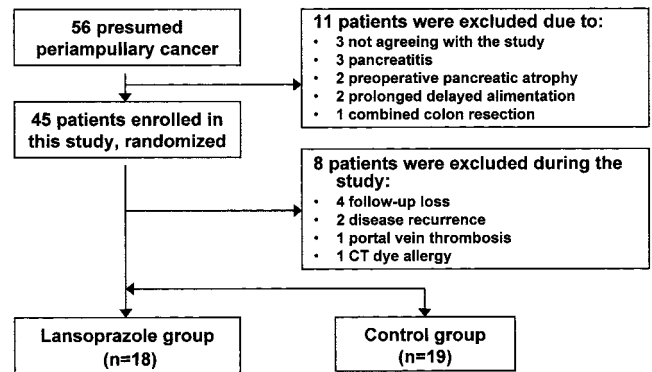 56 presumed
periampullary cancer
11 patients were excluded due to:
• 3 not agreeing with the study
• 3 pancreatitis
• 2 preoperative pancreatic atrophy
• 2 prolonged delayed alimentation
• 1 combined colon resection
45 patients enrolled in
this study, randomized
8 patients were excluded during the
study:
• 4 follow-up loss
• 2 disease recurrence
• 1 portal vein thrombosis
• 1 CT dye allergy
Lansoprazole group
(n=18)
Control group
(n=19)